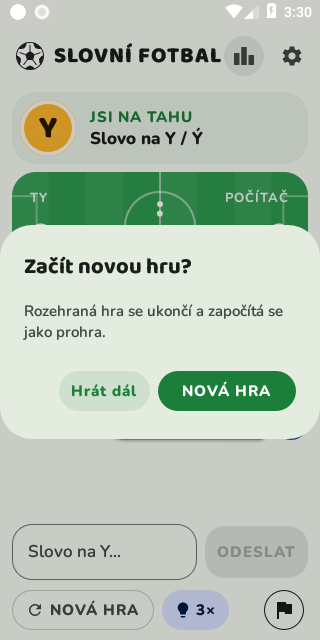 3:30
SLOVNÍ FOTBAL
Y
JSI NA TAHU
Slovo na Y / Ý
TY
POČÍTAČ
Začít novou hru?
Rozehraná hra se ukončí a započítá se
jako prohra.
Hrát dál
NOVÁ HRA
Slovo na Y...
ODESLAT
NOVÁ HRA
3×